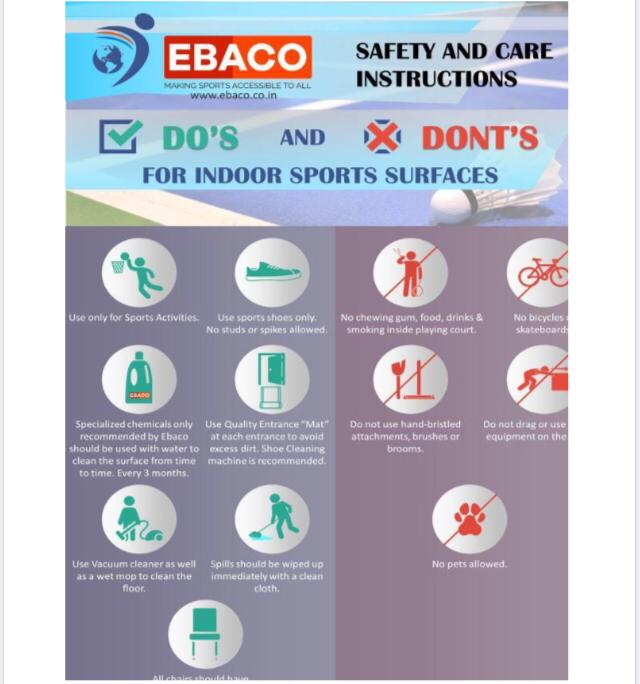 EBACO
MAKING SPORTS ACCESSIBLE TO ALL
www.ebaco.co.in
SAFETY AND CARE
INSTRUCTIONS
DO'S AND DONT'S
FOR INDOOR SPORTS SURFACES
Use only for Sports Activities.
Use sports shoes only.
No studs or spikes allowed.
No chewing gum, food, drinks &
smoking inside playing court.
No bicycles
skateboards
EBACO
Specialized chemicals only
recommended by Ebaco
should be used with water to
clean the surface from time
to time. Every 3 months.
Use Quality Entrance "Mat"
at each entrance to avoid
excess dirt. Shoe Cleaning
machine is recommended.
Do not use hand-bristled
attachments, brushes or
brooms.
Do not drag or use
equipment on the
Use Vacuum cleaner as well
as a wet mop to clean the
floor.
Spills should be wiped up
immediately with a clean
cloth.
No pets allowed.
All chairs should have